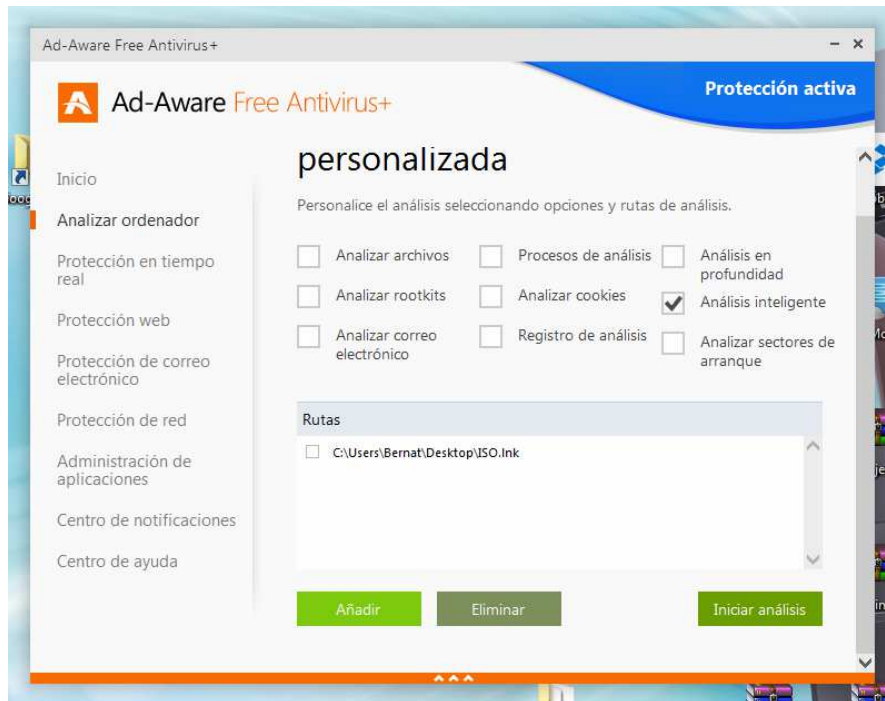 Ad-Aware Free Antivirus+
Ad-Aware Free Antivirus+
Protección activa
Inicio
Analizar ordenador
Protección en tiempo
real
Protección web
Protección de correo
electrónico
Protección de red
Administración de
aplicaciones
Centro de notificaciones
Centro de ayuda
personalizada
Personalice el análisis seleccionando opciones y rutas de análisis.
Analizar archivos
Procesos de análisis
Análisis en
profundidad
Analizar rootkits
Analizar cookies
Análisis inteligente
Analizar correo
electrónico
Registro de análisis
Analizar sectores de
arranque
Rutas
C:\Users\Bernat\Desktop\ISO.lnk
Añadir
Eliminar
Iniciar análisis